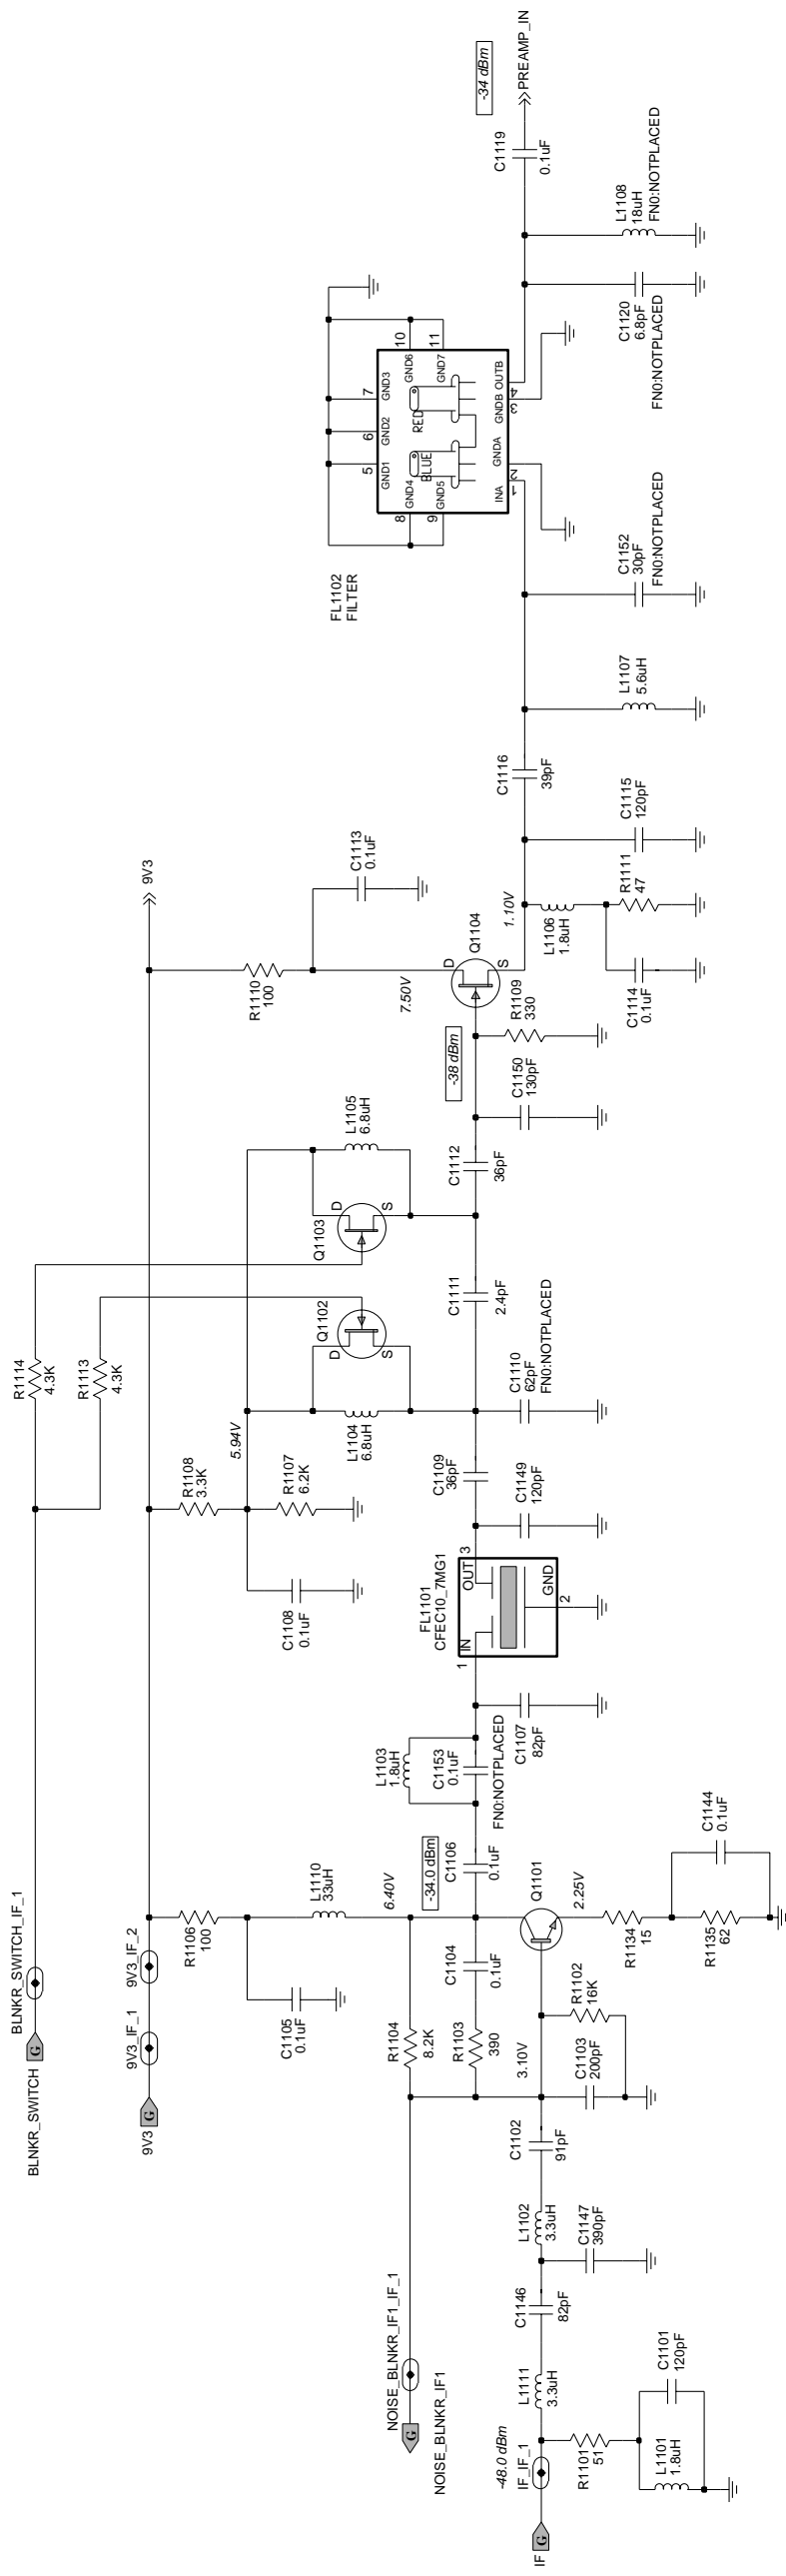 BLNKR_SWITCH
G
BLNKR_SWITCH_IF_1
R1114
4.3K
R1113
4.3K
9V3
G
9V3_IF_1
9V3_IF_2
9V3
R1106
100
C1105
0.1uF
L1110
33uH
6.40V
R1108
3.3K
5.94V
R1107
6.2K
C1108
0.1uF
L1104
6.8uH
D
S
Q1102
Q1103
D
S
L1105
6.8uH
R1110
100
C1113
0.1uF
7.50V
D
S
Q1104
FL1102
FILTER
5
6
7
GND1
GND2
GND3
8
GND4
9
GND5
10
GND6
11
GND7
BLUE
RED
INA
GNDA
GNDB
OUTB
1
2
3
4
NOISE_BLNKR_IF1_IF_1
G
NOISE_BLNKR_IF1
R1104
8.2K
R1103
390
C1104
0.1uF
-34.0 dBm
C1106
0.1uF
L1103
1.8uH
C1153
0.1uF
FN0:NOTPLACED
C1107
82pF
FL1101
CFEC10_7MG1
1
IN
OUT
3
GND
2
C1149
120pF
C1109
36pF
C1110
62pF
FN0:NOTPLACED
C1111
2.4pF
C1112
36pF
C1150
130pF
-38 dBm
R1109
330
1.10V
L1106
1.8uH
C1114
0.1uF
R1111
47
C1115
120pF
C1116
39pF
L1107
5.6uH
C1152
30pF
FN0:NOTPLACED
C1120
6.8pF
FN0:NOTPLACED
L1108
18uH
FN0:NOTPLACED
C1119
0.1uF
-34 dBm
PREAMP_IN
IF
G
-48.0 dBm
IF_IF_1
R1101
51
L1101
1.8uH
C1101
120pF
L1111
3.3uH
C1146
82pF
L1102
3.3uH
C1147
390pF
C1102
91pF
3.10V
C1103
200pF
R1102
16K
Q1101
2.25V
R1134
15
R1135
62
C1144
0.1uF